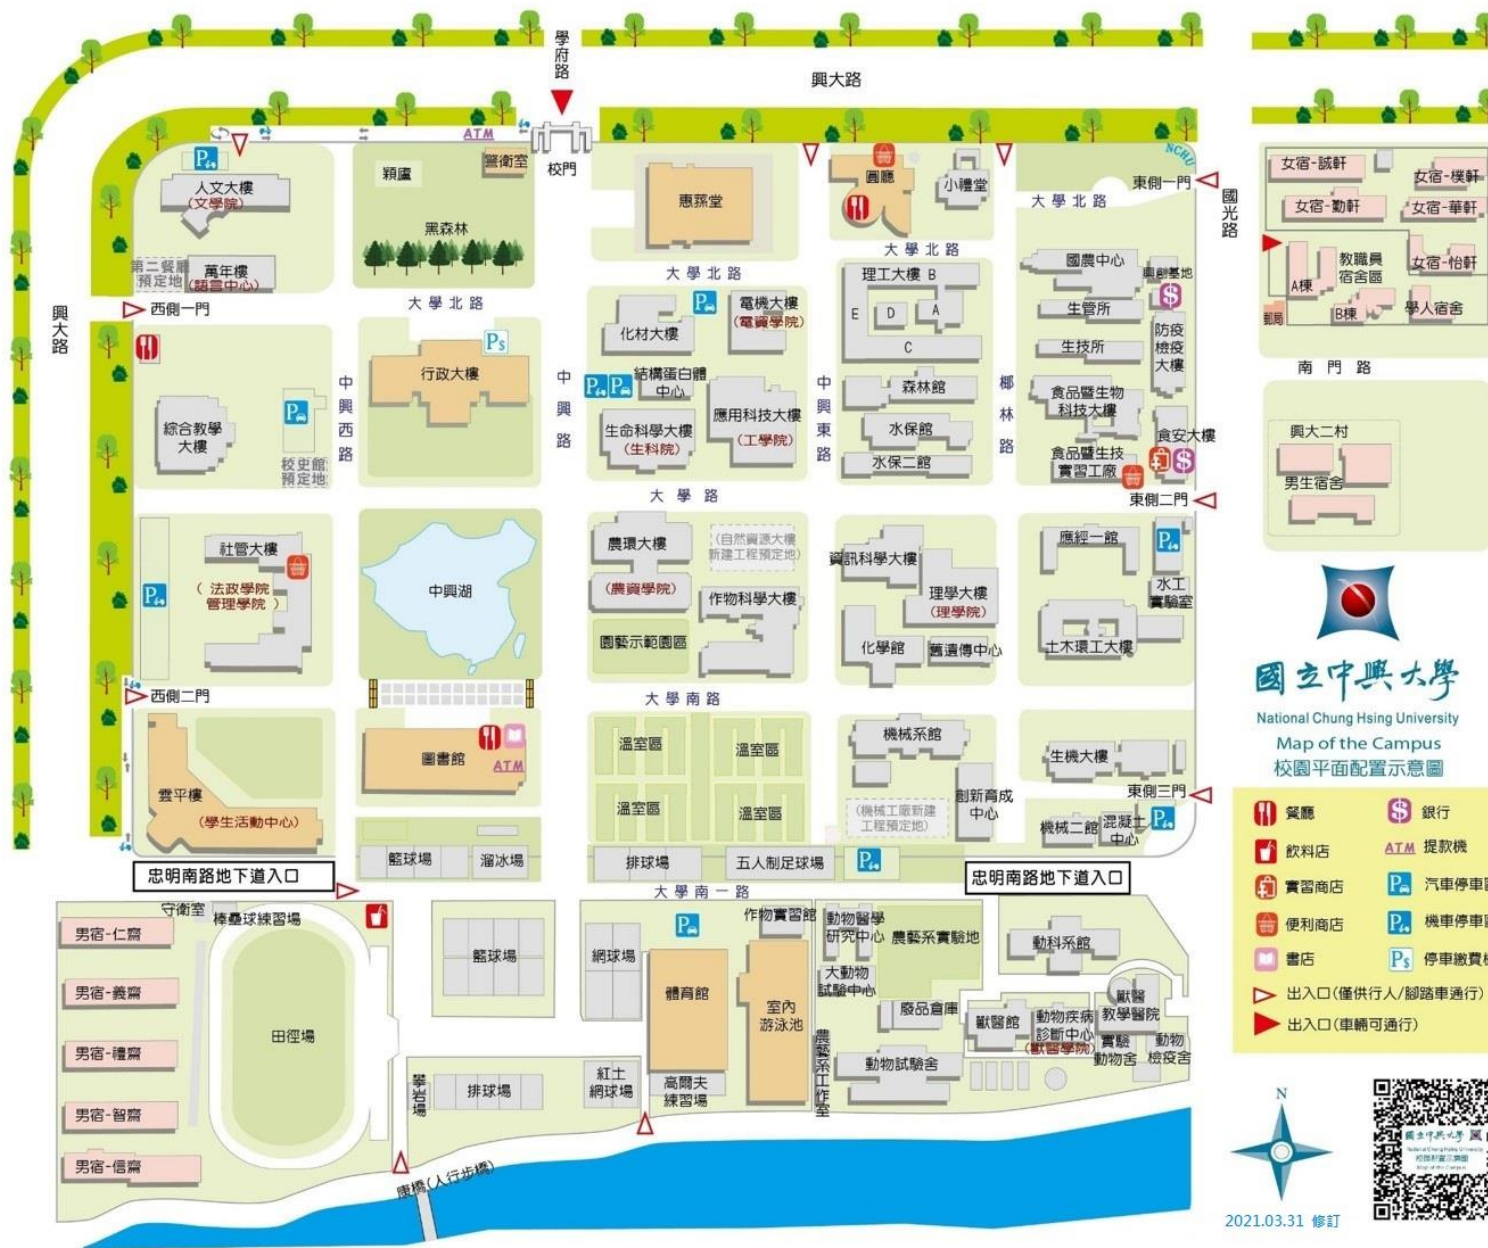 學府路
興大路
ATM
警衛室
校門
人文大樓
(文學院)
穎廬
黑森林
第二餐廳
預定地
萬年樓
(語言中心)
西側一門
惠蓀堂
圓廳
小禮堂
NCHU
東側一門
大學北路
國光路
女宿-誠軒
女宿-樸軒
女宿-勤軒
女宿-華軒
教職員
宿舍區
女宿-怡軒
A棟
B棟
學人宿舍
郵局
南門路
大學北路
大學北路
大學北路
化材大樓
電機大樓
(電資學院)
理工大樓 B
E
D
A
C
國農中心
興創基地
生管所
生技所
防疫
檢疫
大樓
興大路
中興西路
行政大樓
中興路
結構蛋白體
中心
生命科學大樓
(生科院)
應用科技大樓
(工學院)
中興東路
森林館
水保館
水保二館
椰林路
食品暨生物
科技大樓
食安大樓
食品暨生技
實習工廠
綜合教學
大樓
校史館
預定地
大學路
東側二門
興大二村
男生宿舍
社管大樓
( 法政學院
管理學院 )
中興湖
農環大樓
(農資學院)
(自然資源大樓
新建工程預定地)
作物科學大樓
園藝示範園區
資訊科學大樓
理學大樓
(理學院)
化學館
舊遺傳中心
應經一館
水工
實驗室
土木環工大樓
西側二門
大學南路
國立中興大學
National Chung Hsing University
Map of the Campus
校園平面配置示意圖
雲平樓
(學生活動中心)
圖書館
ATM
溫室區
溫室區
溫室區
溫室區
機械系館
(機械工廠新建
工程預定地)
創新育成
中心
生機大樓
東側三門
機械二館
混凝土
中心
籃球場
溜冰場
排球場
五人制足球場
忠明南路地下道入口
大學南一路
忠明南路地下道入口
餐廳
銀行
飲料店
ATM 提款機
實習商店
汽車停車
便利商店
機車停車
書店
停車繳費
出入口(僅供行人/腳踏車通行)
出入口(車輛可通行)
守衛室
棒壘球練習場
男宿-仁齋
男宿-義齋
男宿-禮齋
男宿-智齋
男宿-信齋
田徑場
籃球場
網球場
體育館
作物實習館
室內
游泳池
動物醫學
研究中心
農藝系實驗地
大動物
試驗中心
廢品倉庫
動物試驗舍
動科系館
獸醫館
動物疾病
診斷中心
(獸醫學院)
獸醫
教學醫院
實驗
動物舍
動物
檢疫舍
農藝系工作室
攀岩場
排球場
紅土
網球場
高爾夫
練習場
康橋(人行步橋)
N
2021.03.31 修訂